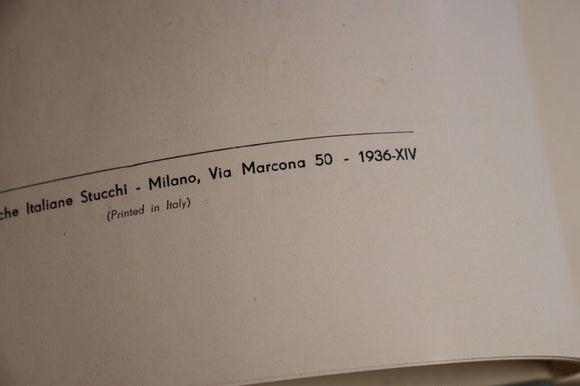 che Italiane Stucchi - Milano, Via Marcona 50 - 1936-XIV
(Printed in Italy)